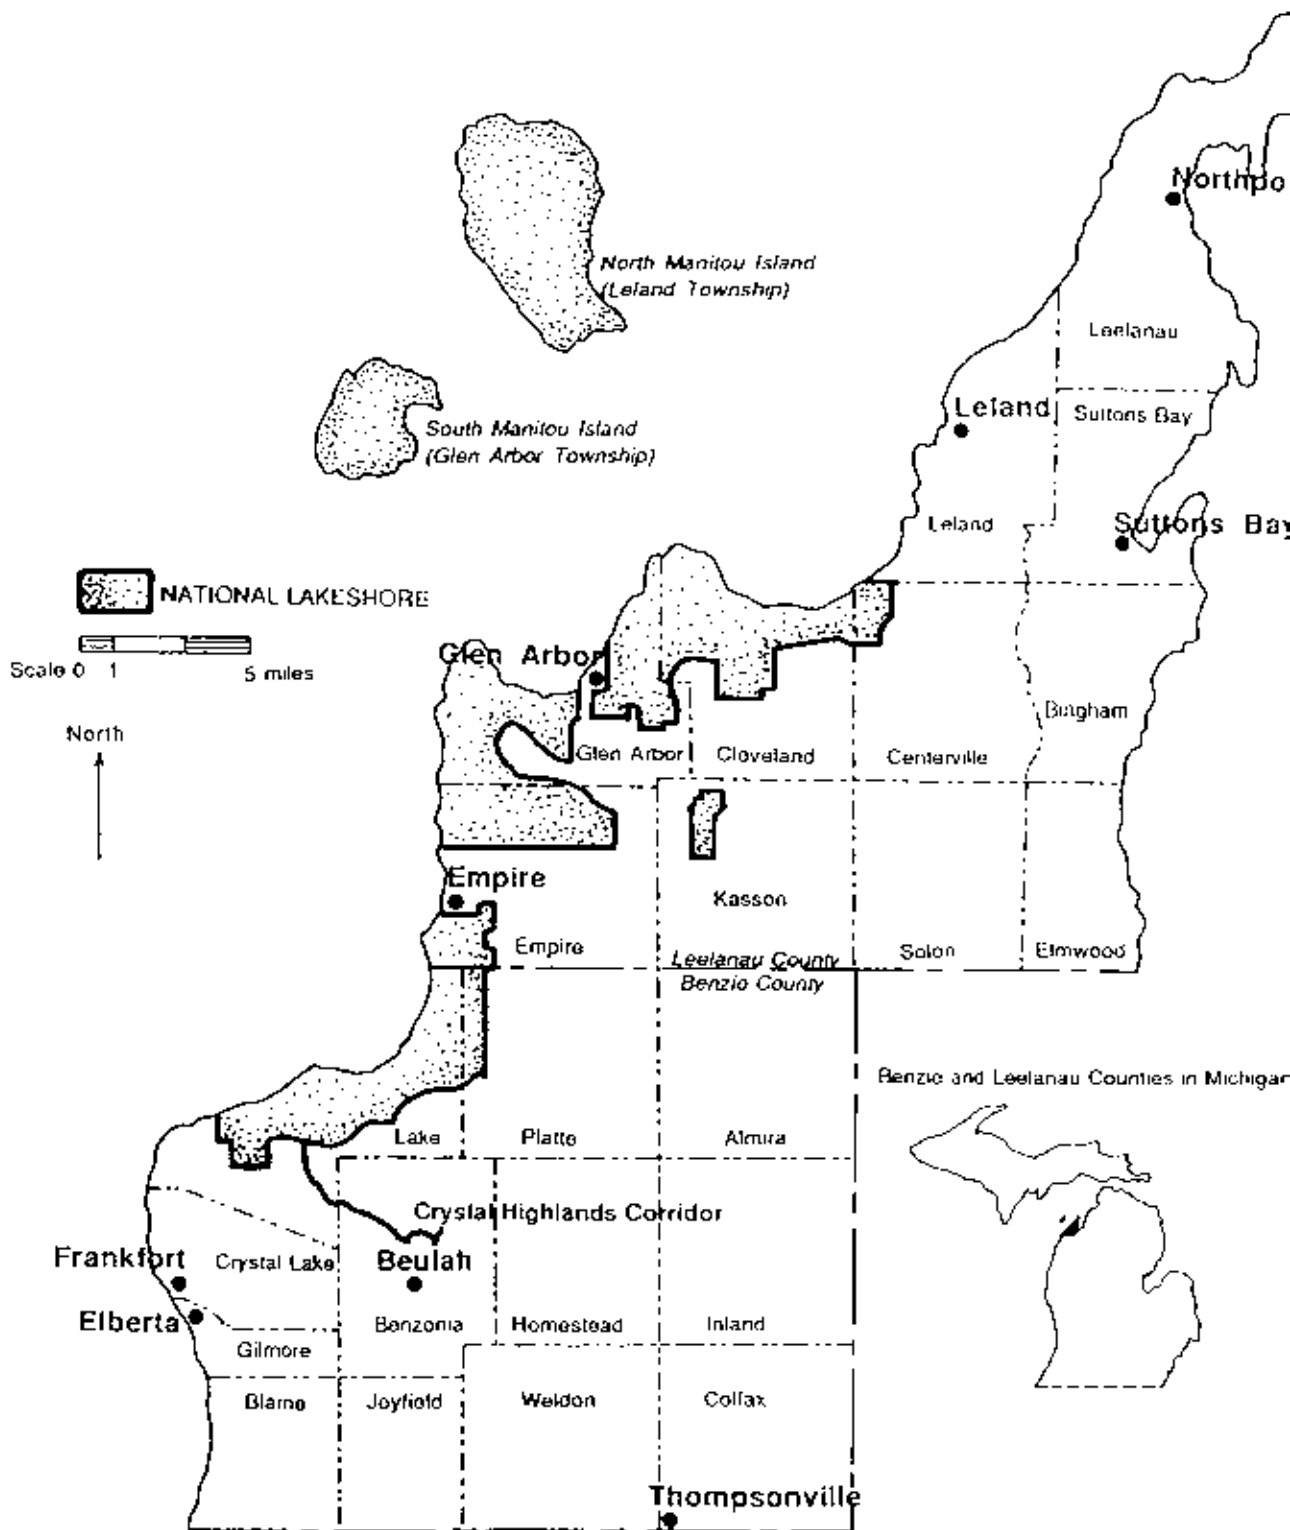 Northpo
North Manitou Island
(Leland Township)
Leelanau
Leland
Suttons Bay
South Manitou Island
(Glen Arbor Township)
Leland
Suttons Bay
NATIONAL LAKESHORE
Scale 0 1 5 miles
Glen Arbor
North
Bingham
Glen Arbor
Cloveland
Centerville
Empire
Kasson
Empire
Solon
Elmwood
Leelanau County
Benzie County
Benzie and Leelanau Counties in Michigan
Lake
Platte
Almira
Crystal Highlands Corridor
Frankfort
Crystal Lake
Beulah
Elberta
Benzonia
Homestead
Inland
Gilmore
Blaine
Joyfield
Weldon
Colfax
Thompsonville